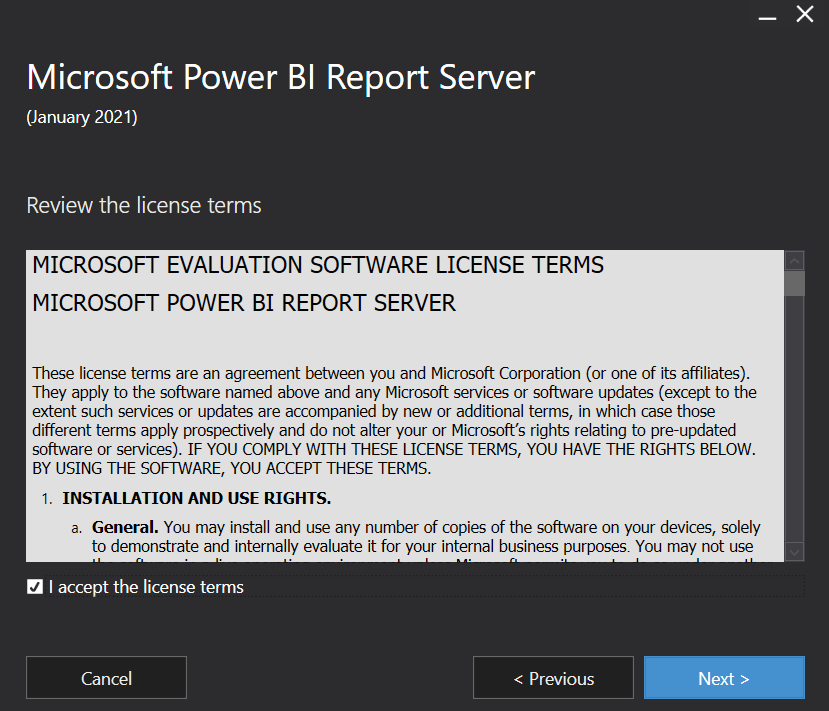 Microsoft Power BI Report Server
(January 2021)
Review the license terms
MICROSOFT EVALUATION SOFTWARE LICENSE TERMS
MICROSOFT POWER BI REPORT SERVER
These license terms are an agreement between you and Microsoft Corporation (or one of its affiliates).
They apply to the software named above and any Microsoft services or software updates (except to the
extent such services or updates are accompanied by new or additional terms, in which case those
different terms apply prospectively and do not alter your or Microsoft's rights relating to pre-updated
software or services). IF YOU COMPLY WITH THESE LICENSE TERMS, YOU HAVE THE RIGHTS BELOW.
BY USING THE SOFTWARE, YOU ACCEPT THESE TERMS.
1. INSTALLATION AND USE RIGHTS.
a. General. You may install and use any number of copies of the software on your devices, solely
to demonstrate and internally evaluate it for your internal business purposes. You may not use
I accept the license terms
Cancel
< Previous
Next >